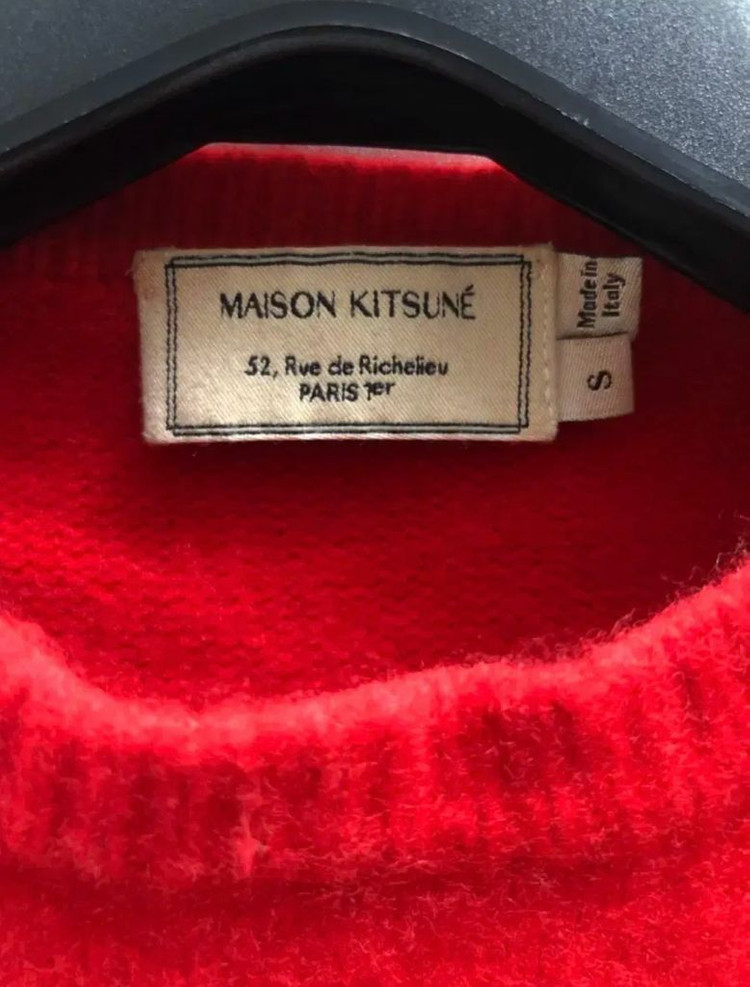 MAISON KITSUNÉ
52, Rue de Richelieu
PARIS 1er
Made in
Italy
S